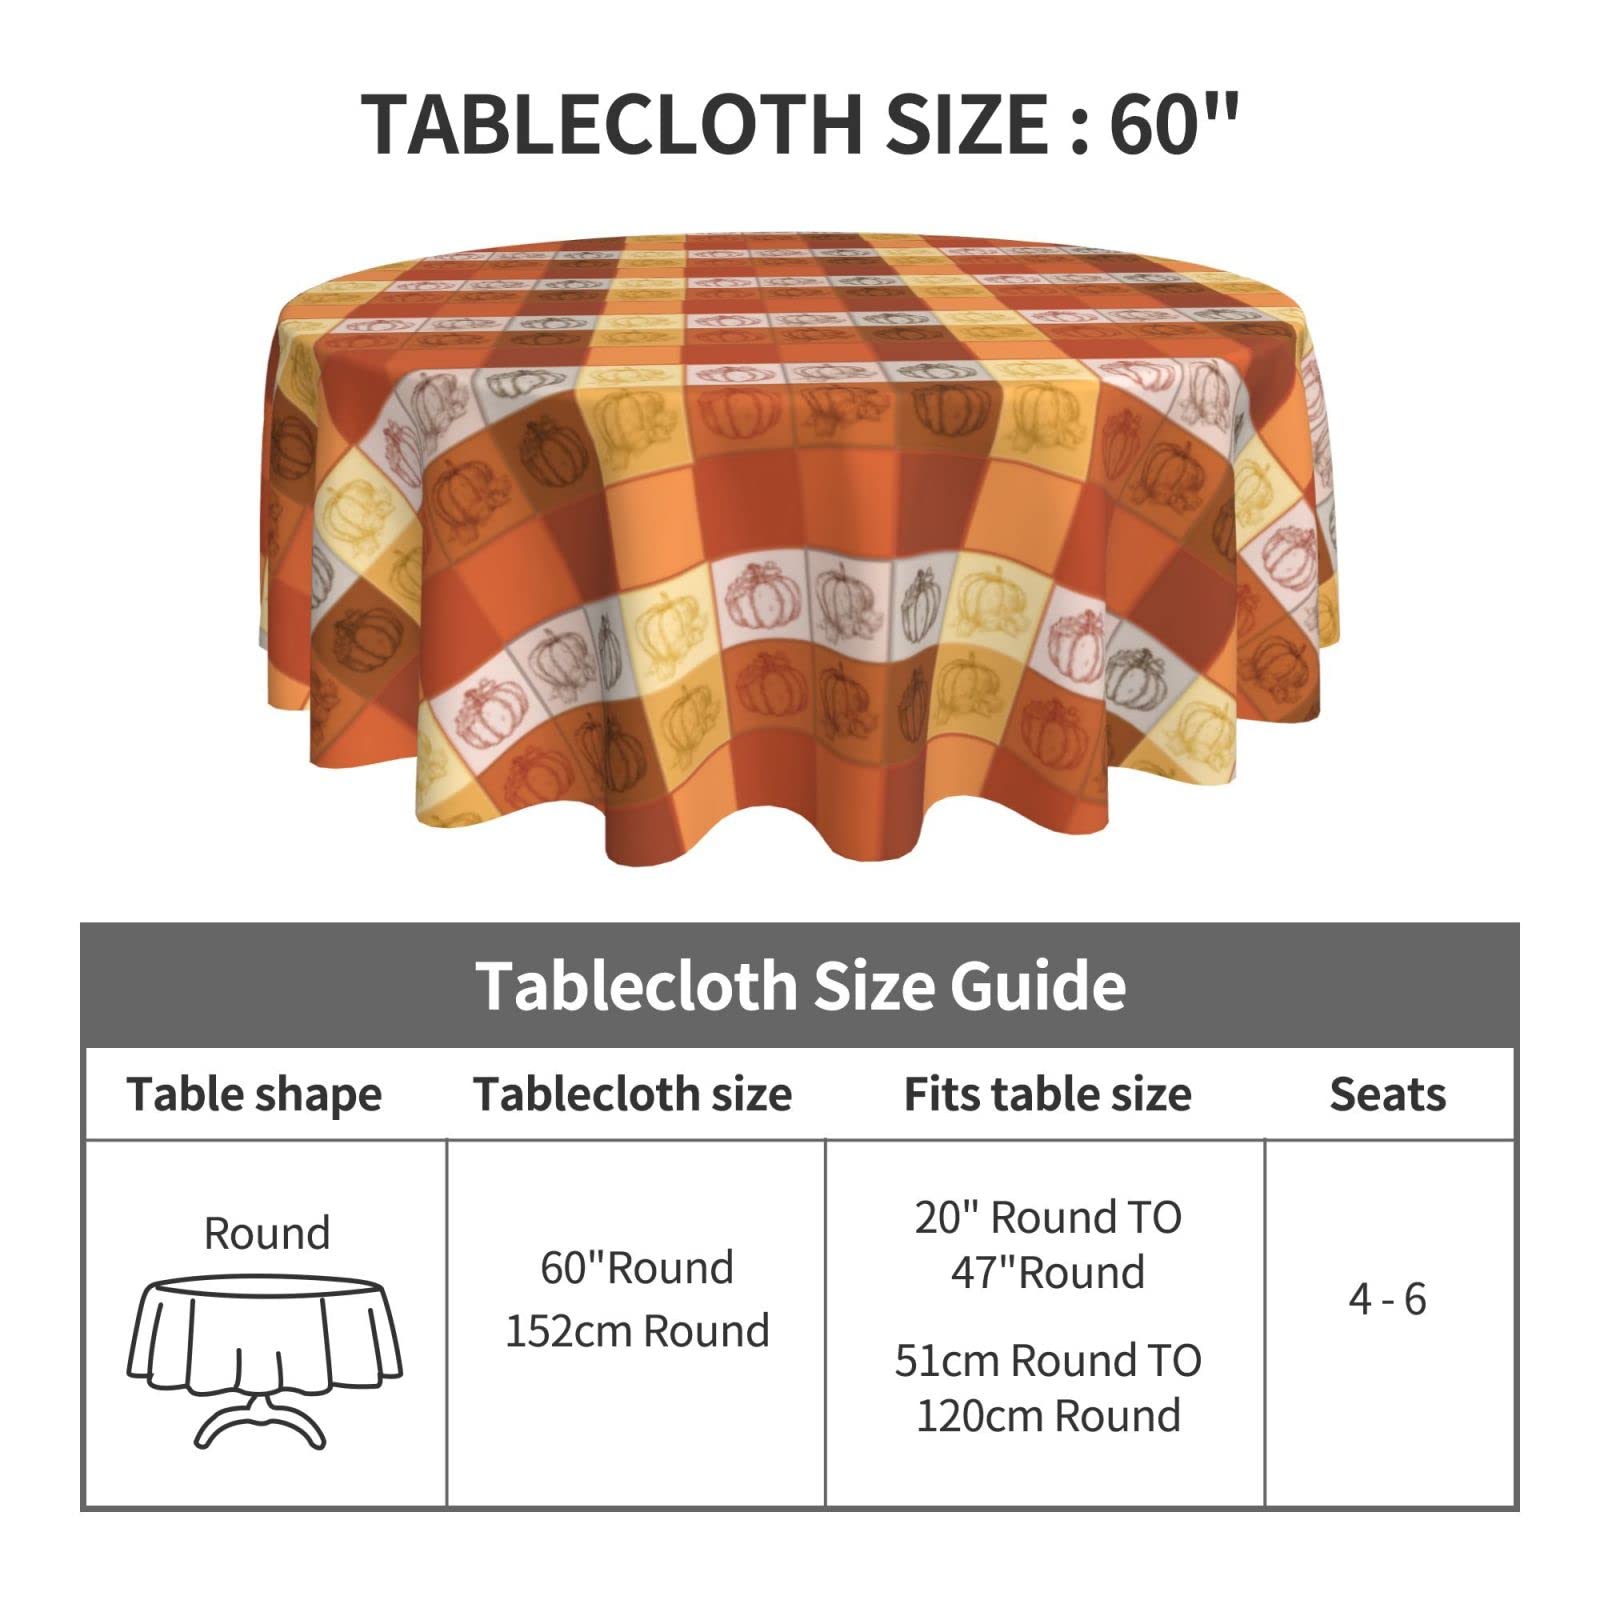 TABLECLOTH SIZE : 60"
Tablecloth Size Guide
Table shape
Tablecloth size
Fits table size
Seats
Round
60"Round
152cm Round
20" Round TO
47"Round
51cm Round TO
120cm Round
4 - 6